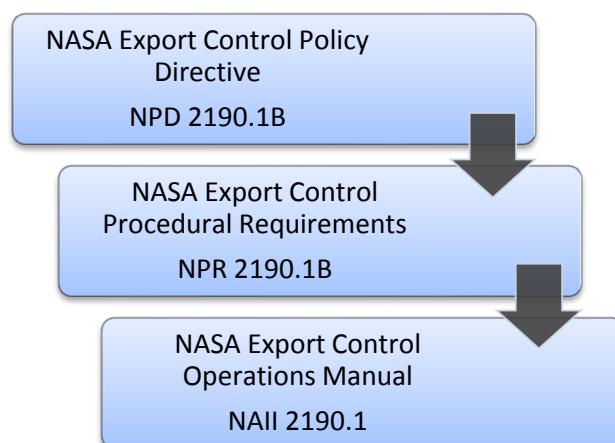 NASA Export Control Policy
Directive
NPD 2190.1B
NASA Export Control
Procedural Requirements
NPR 2190.1B
NASA Export Control
Operations Manual
NAII 2190.1